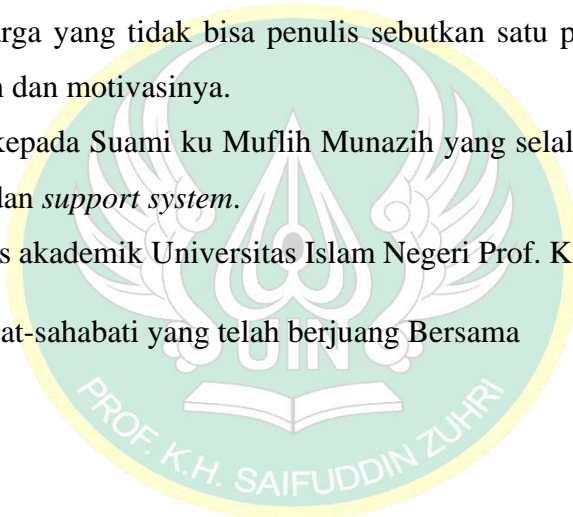 rga yang tidak bisa penulis sebutkan satu p
n dan motivasinya.
kepada Suami ku Muflih Munazih yang selal
dan support system.
s akademik Universitas Islam Negeri Prof. K
at-sahabati yang telah berjuang Bersama
UIN
PROF. K.H. SAIFUDDIN ZUHRI